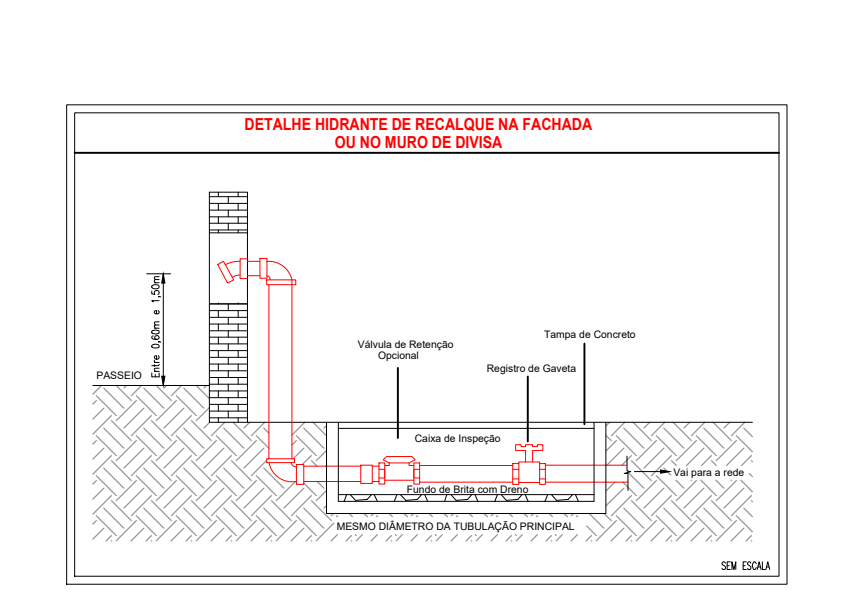 DETALHE HIDRANTE DE RECALQUE NA FACHADA
OU NO MURO DE DIVISA
Entre 0,60m e 1,50m
PASSEIO
Válvula de Retenção
Opcional
Tampa de Concreto
Registro de Gaveta
Caixa de Inspeção
Vai para a rede
Fundo de Brita com Dreno
MESMO DIÂMETRO DA TUBULAÇÃO PRINCIPAL
SEM ESCALA